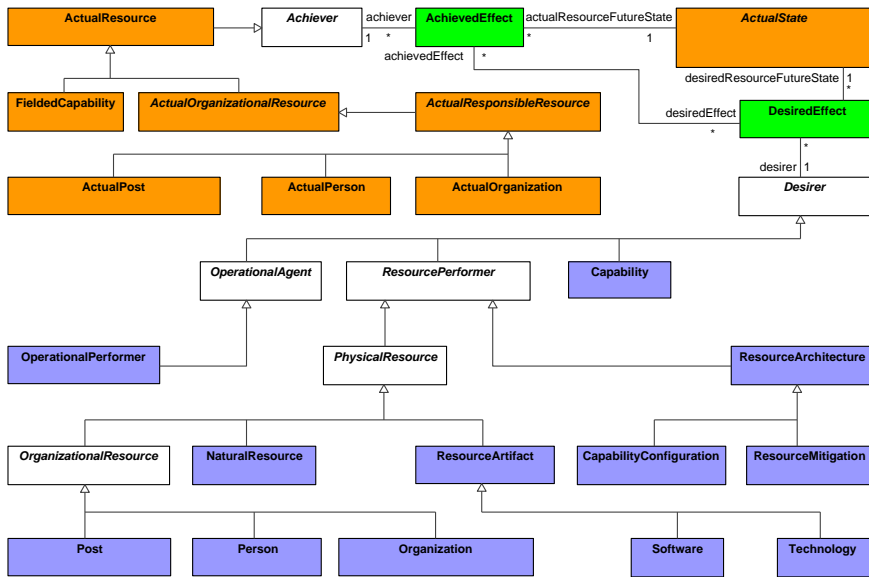 ActualResource
Achiever
achiever
1
*
AchievedEffect
actualResourceFutureState
*
1
ActualState
achievedEffect
*
desiredResourceFutureState
1
*
FieldedCapability
ActualOrganizationalResource
ActualResponsibleResource
desiredEffect
*
DesiredEffect
*
desirer
1
ActualPost
ActualPerson
ActualOrganization
Desirer
OperationalAgent
ResourcePerformer
Capability
OperationalPerformer
PhysicalResource
ResourceArchitecture
OrganizationalResource
NaturalResource
ResourceArtifact
CapabilityConfiguration
ResourceMitigation
Post
Person
Organization
Software
Technology